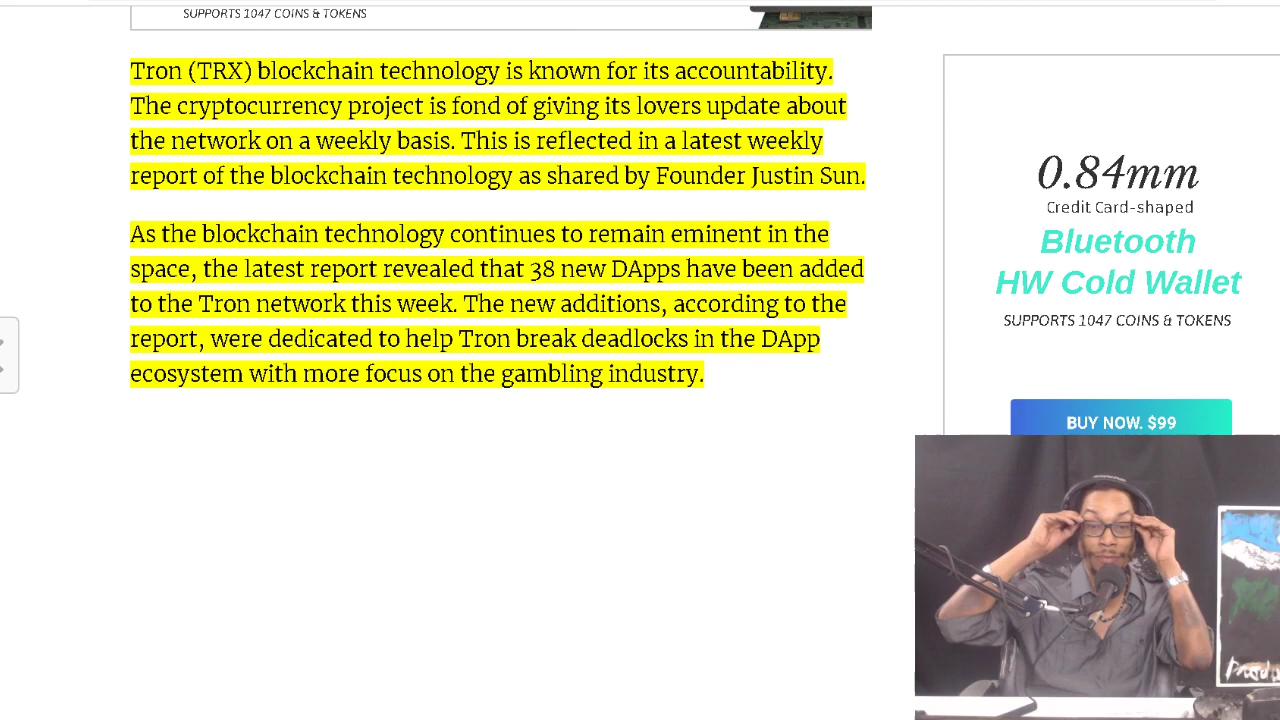 SUPPORTS 1047 COINS & TOKENS
Tron (TRX) blockchain technology is known for its accountability.
The cryptocurrency project is fond of giving its lovers update about
the network on a weekly basis. This is reflected in a latest weekly
report of the blockchain technology as shared by Founder Justin Sun.
As the blockchain technology continues to remain eminent in the
space, the latest report revealed that 38 new DApps have been added
to the Tron network this week. The new additions, according to the
report, were dedicated to help Tron break deadlocks in the DApp
ecosystem with more focus on the gambling industry.
0.84mm
Credit Card-shaped
Bluetooth
HW Cold Wallet
SUPPORTS 1047 COINS & TOKENS
BUY NOW. $99